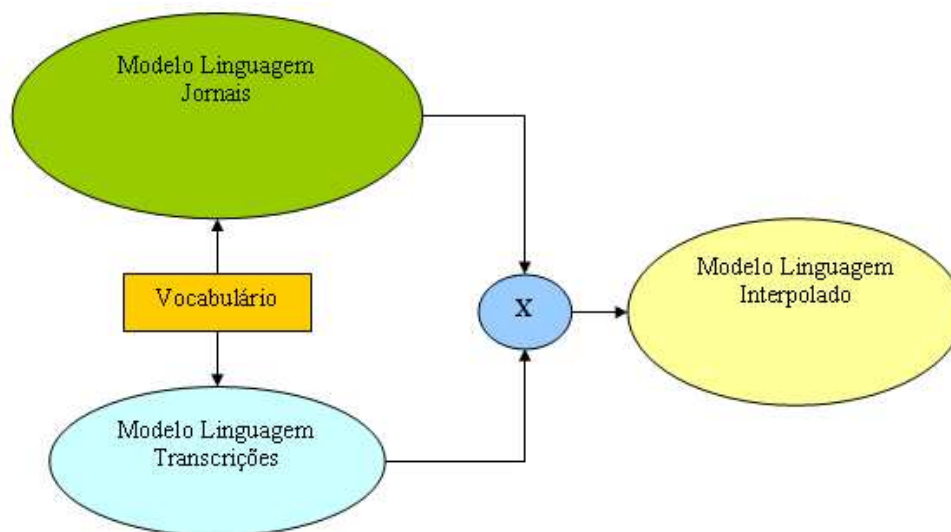 Modelo Linguagem
Jornais
Vocabulário
X
Modelo Linguagem
Interpolado
Modelo Linguagem
Transcrições